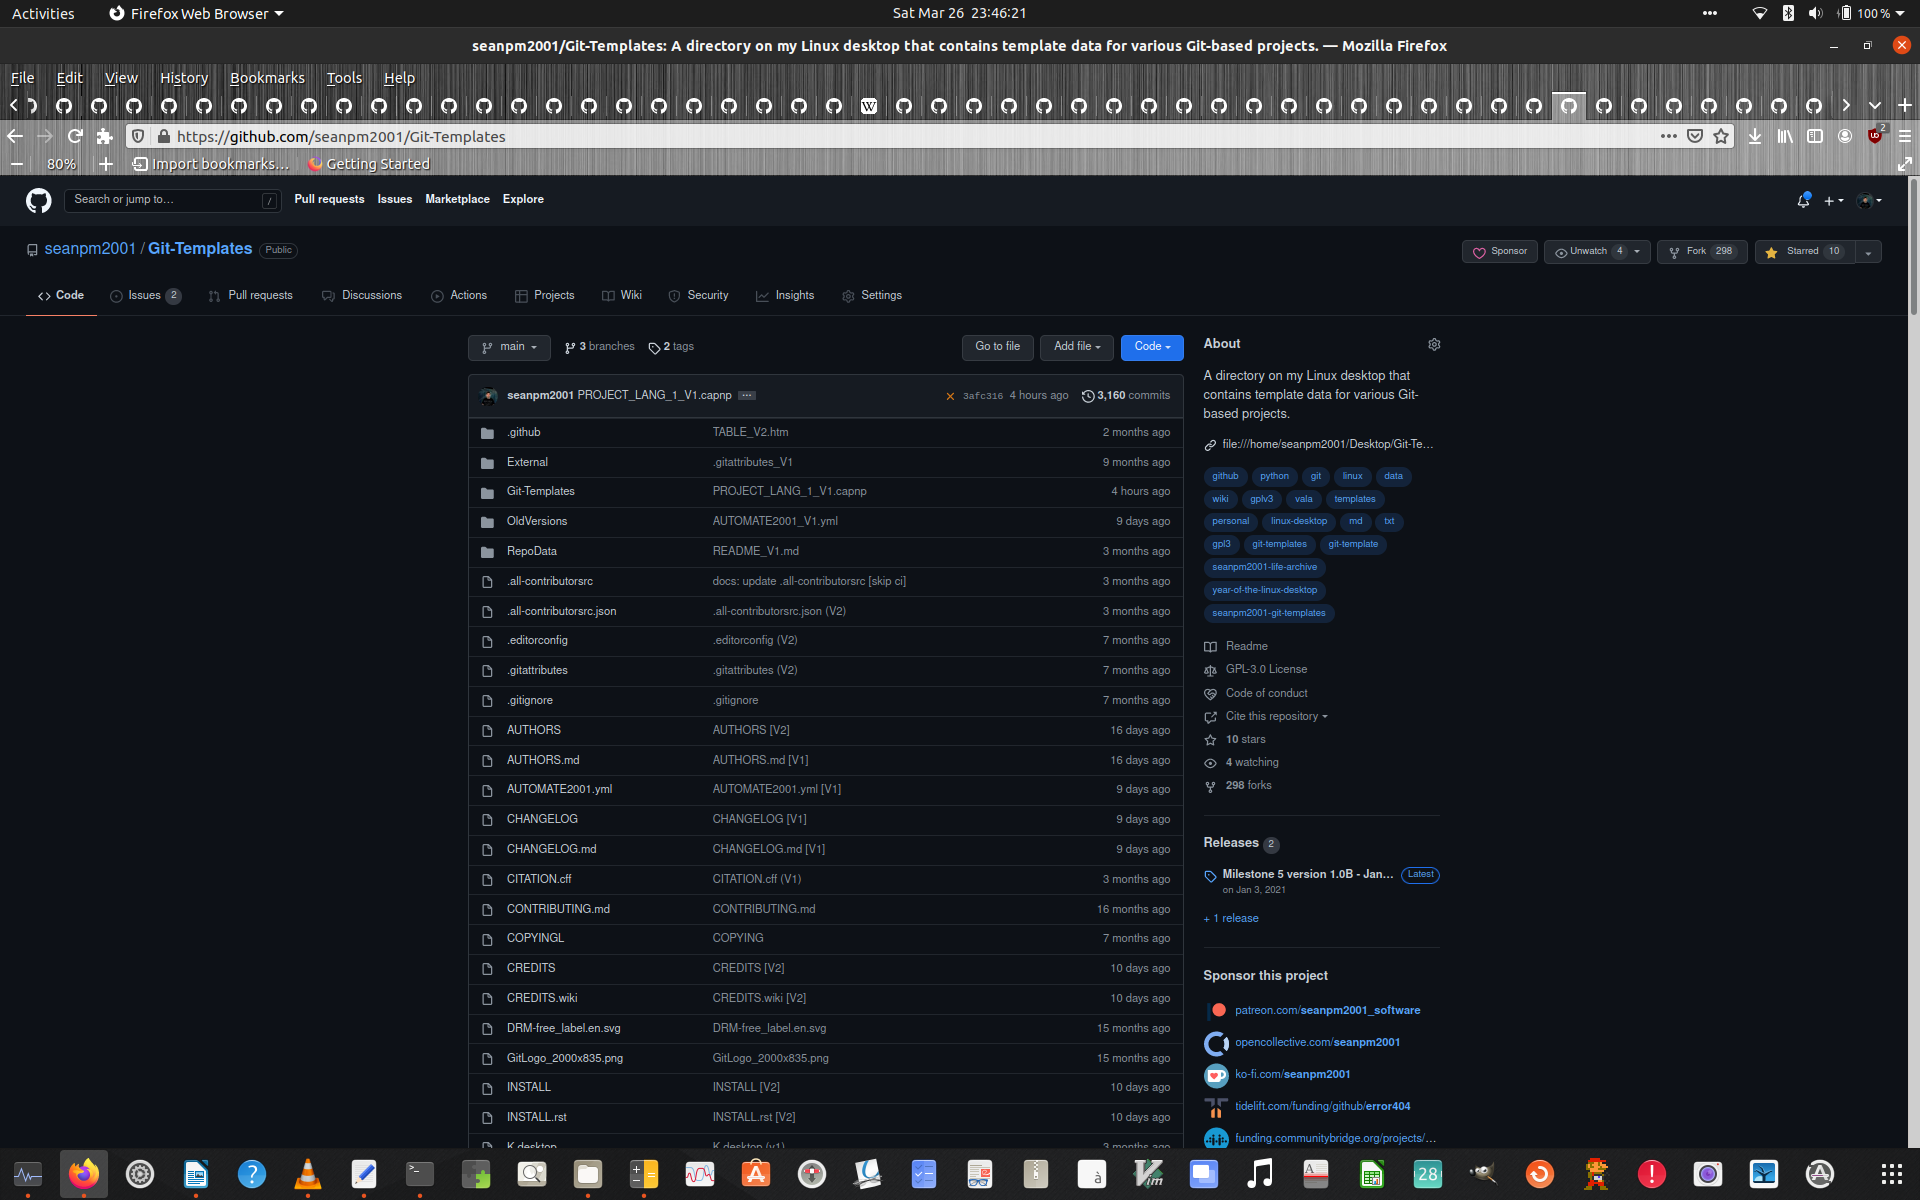 Activities
Firefox Web Browser
Sat Mar 26 23:46:21
100 %
seanpm2001/Git-Templates: A directory on my Linux desktop that contains template data for various Git-based projects. — Mozilla Firefox
File Edit View History Bookmarks Tools Help
https://github.com/seanpm2001/Git-Templates
2
80%
Import bookmarks...
Getting Started
Search or jump to...
/
Pull requests Issues Marketplace Explore
seanpm2001 / Git-Templates Public
Sponsor
Unwatch 4
Fork 298
Starred 10
Code
Issues 2
Pull requests
Discussions
Actions
Projects
Wiki
Security
Insights
Settings
main
3 branches
2 tags
Go to file
Add file
Code
seanpm2001 PROJECT_LANG_1_V1.capnp ...
3afc316 4 hours ago
3,160 commits
.github TABLE_V2.htm 2 months ago
External .gitattributes_V1 9 months ago
Git-Templates PROJECT_LANG_1_V1.capnp 4 hours ago
OldVersions AUTOMATE2001_V1.yml 9 days ago
RepoData README_V1.md 3 months ago
.all-contributorsrc docs: update .all-contributorsrc [skip ci] 3 months ago
.all-contributorsrc.json .all-contributorsrc.json (V2) 3 months ago
.editorconfig .editorconfig (V2) 7 months ago
.gitattributes .gitattributes (V2) 7 months ago
.gitignore .gitignore 7 months ago
AUTHORS AUTHORS [V2] 16 days ago
AUTHORS.md AUTHORS.md [V1] 16 days ago
AUTOMATE2001.yml AUTOMATE2001.yml [V1] 9 days ago
CHANGELOG CHANGELOG [V1] 9 days ago
CHANGELOG.md CHANGELOG.md [V1] 9 days ago
CITATION.cff CITATION.cff (V1) 3 months ago
CONTRIBUTING.md CONTRIBUTING.md 16 months ago
COPYINGL COPYING 7 months ago
CREDITS CREDITS [V2] 10 days ago
CREDITS.wiki CREDITS.wiki [V2] 10 days ago
DRM-free_label.en.svg DRM-free_label.en.svg 15 months ago
GitLogo_2000x835.png GitLogo_2000x835.png 15 months ago
INSTALL INSTALL [V2] 10 days ago
INSTALL.rst INSTALL.rst [V2] 10 days ago
K.desktop K.desktop (v1) 3 months ago
About
A directory on my Linux desktop that
contains template data for various Git-
based projects.
file:///home/seanpm2001/Desktop/Git-Te...
github python git linux data
wiki gplv3 vala templates
personal linux-desktop md txt
gpl3 git-templates git-template
seanpm2001-life-archive
year-of-the-linux-desktop
seanpm2001-git-templates
Readme
GPL-3.0 License
Code of conduct
Cite this repository
10 stars
4 watching
298 forks
Releases 2
Milestone 5 version 1.0B - Jan... Latest
on Jan 3, 2021
+ 1 release
Sponsor this project
patreon.com/seanpm2001_software
opencollective.com/seanpm2001
ko-fi.com/seanpm2001
tidelift.com/funding/github/error404
funding.communitybridge.org/projects/...
28